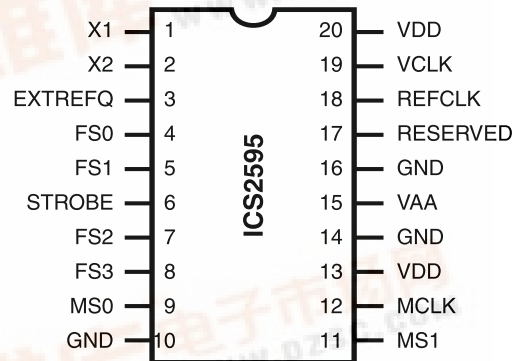 X1 1 20 VDD
X2 2 19 VCLK
EXTREFQ 3 18 REFCLK
FS0 4 17 RESERVED
FS1 5 16 GND
STROBE 6 15 VAA
FS2 7 14 GND
FS3 8 13 VDD
MS0 9 12 MCLK
GND 10 11 MS1
ICS2595